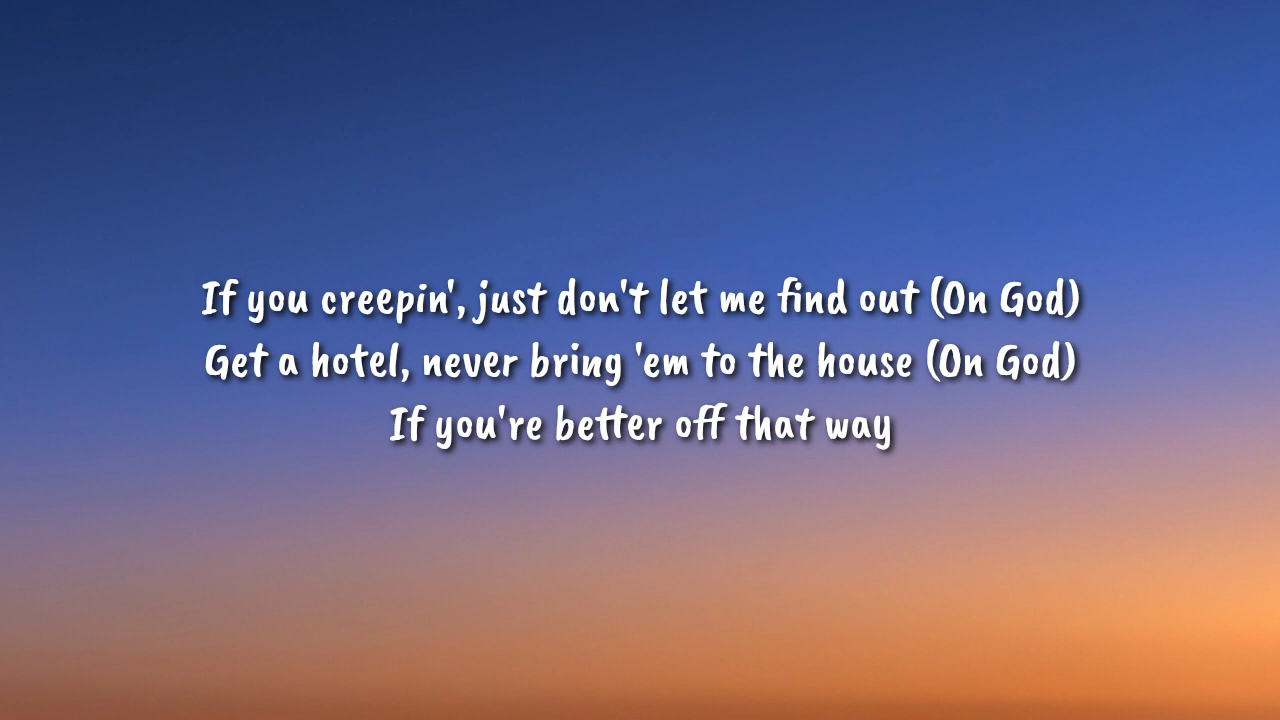 If you creepin', just don't let me find out (On God)
Get a hotel, never bring 'em to the house (On God)
If you're better off that way